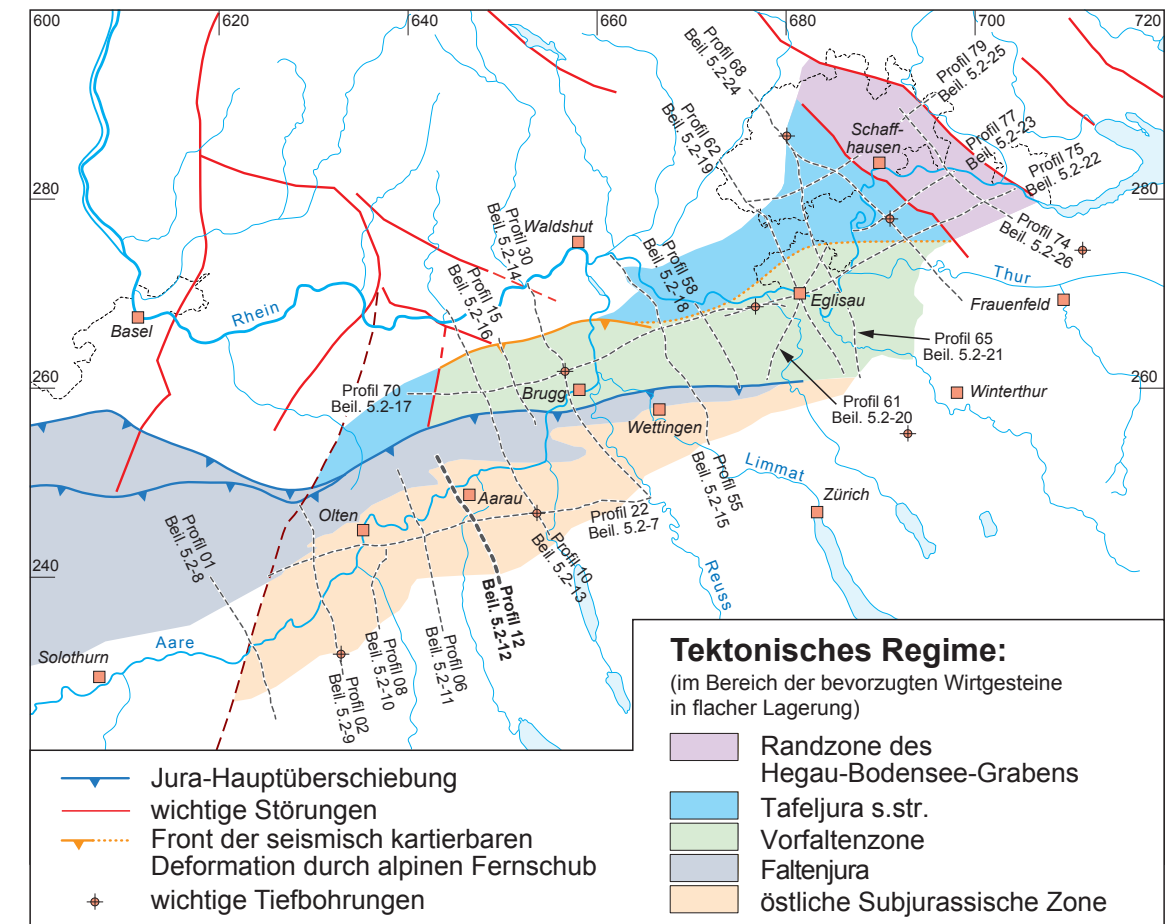 600
620
640
660
680
700
720
280
260
240
280
260
Profil 68
Beil. 5.2-24
Profil 79
Beil. 5.2-25
Profil 62
Beil. 5.2-19
Schaff-
hausen
Profil 77
Beil. 5.2-23
Profil 75
Beil. 5.2-22
Profil 30
Beil. 5.2-14
Waldshut
Profil 15
Beil. 5.2-16
Profil 58
Beil. 5.2-18
Profil 74
Beil. 5.2-26
Thur
Basel
Rhein
Eglisau
Frauenfeld
Profil 65
Beil. 5.2-21
Profil 70
Beil. 5.2-17
Brugg
Profil 61
Beil. 5.2-20
Winterthur
Wettingen
Limmat
Zürich
Aarau
Olten
Profil 55
Beil. 5.2-15
Profil 22
Beil. 5.2-7
Profil 01
Beil. 5.2-8
Profil 10
Beil. 5.2-13
Reuss
Profil 12
Beil. 5.2-12
Profil 06
Beil. 5.2-11
Profil 08
Beil. 5.2-10
Profil 02
Beil. 5.2-9
Aare
Solothurn
Tektonisches Regime:
(im Bereich der bevorzugten Wirtgesteine
in flacher Lagerung)
Randzone des
Hegau-Bodensee-Grabens
Tafeljura s.str.
Vorfaltenzone
Faltenjura
östliche Subjurassische Zone
Jura-Hauptüberschiebung
wichtige Störungen
Front der seismisch kartierbaren
Deformation durch alpinen Fernschub
wichtige Tiefbohrungen